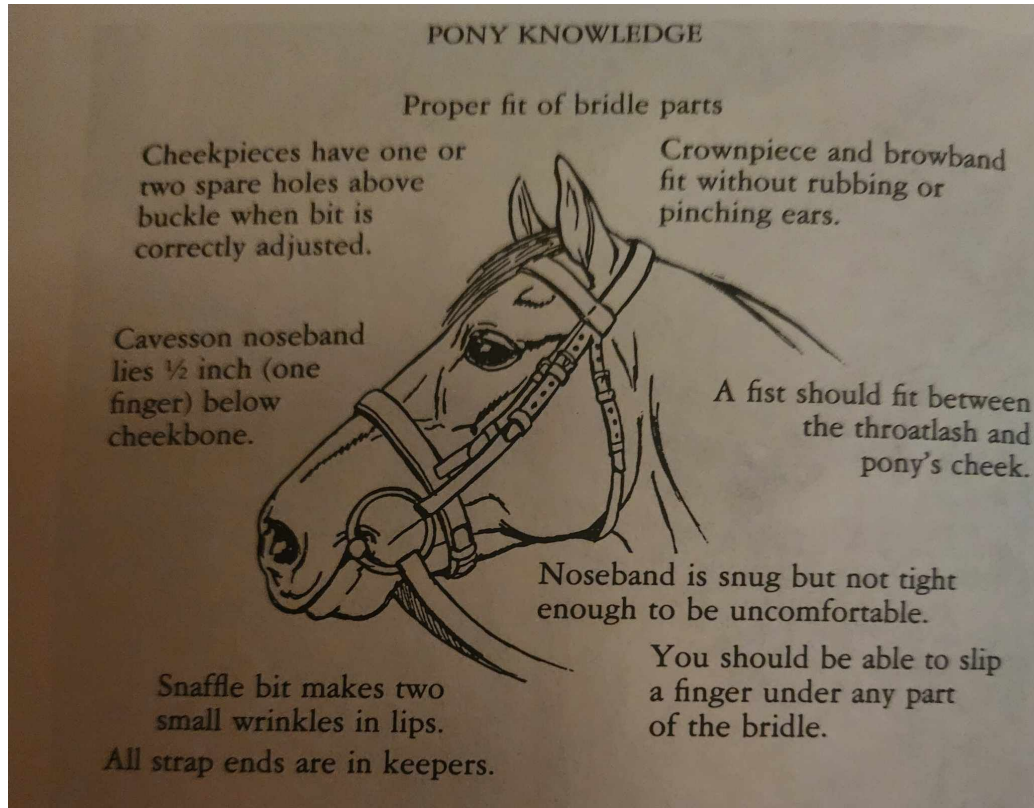 PONY KNOWLEDGE
Proper fit of bridle parts
Cheekpieces have one or
two spare holes above
buckle when bit is
correctly adjusted.
Crownpiece and browband
fit without rubbing or
pinching ears.
Cavesson noseband
lies ½ inch (one
finger) below
cheekbone.
A fist should fit between
the throatlash and
pony's cheek.
Noseband is snug but not tight
enough to be uncomfortable.
You should be able to slip
a finger under any part
of the bridle.
Snaffle bit makes two
small wrinkles in lips.
All strap ends are in keepers.